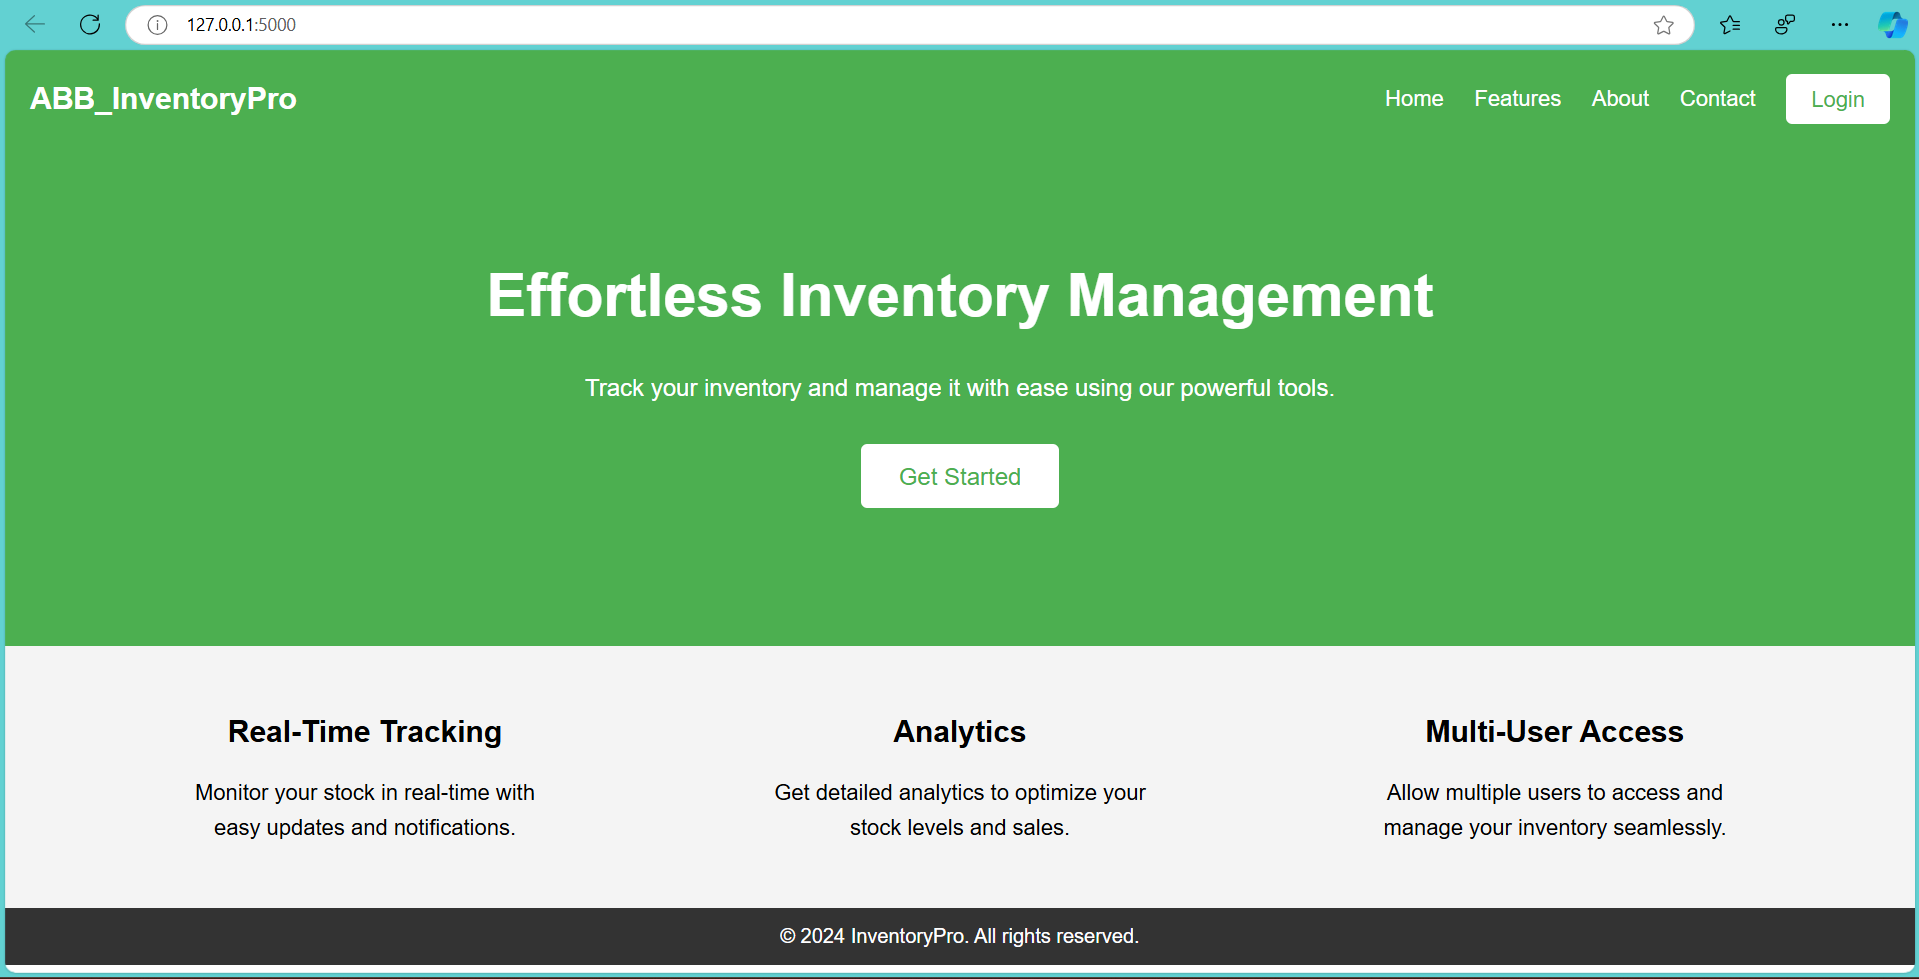 127.0.0.1:5000
ABB_InventoryPro
Home Features About Contact Login
Effortless Inventory Management
Track your inventory and manage it with ease using our powerful tools.
Get Started
Real-Time Tracking
Monitor your stock in real-time with
easy updates and notifications.
Analytics
Get detailed analytics to optimize your
stock levels and sales.
Multi-User Access
Allow multiple users to access and
manage your inventory seamlessly.
© 2024 InventoryPro. All rights reserved.